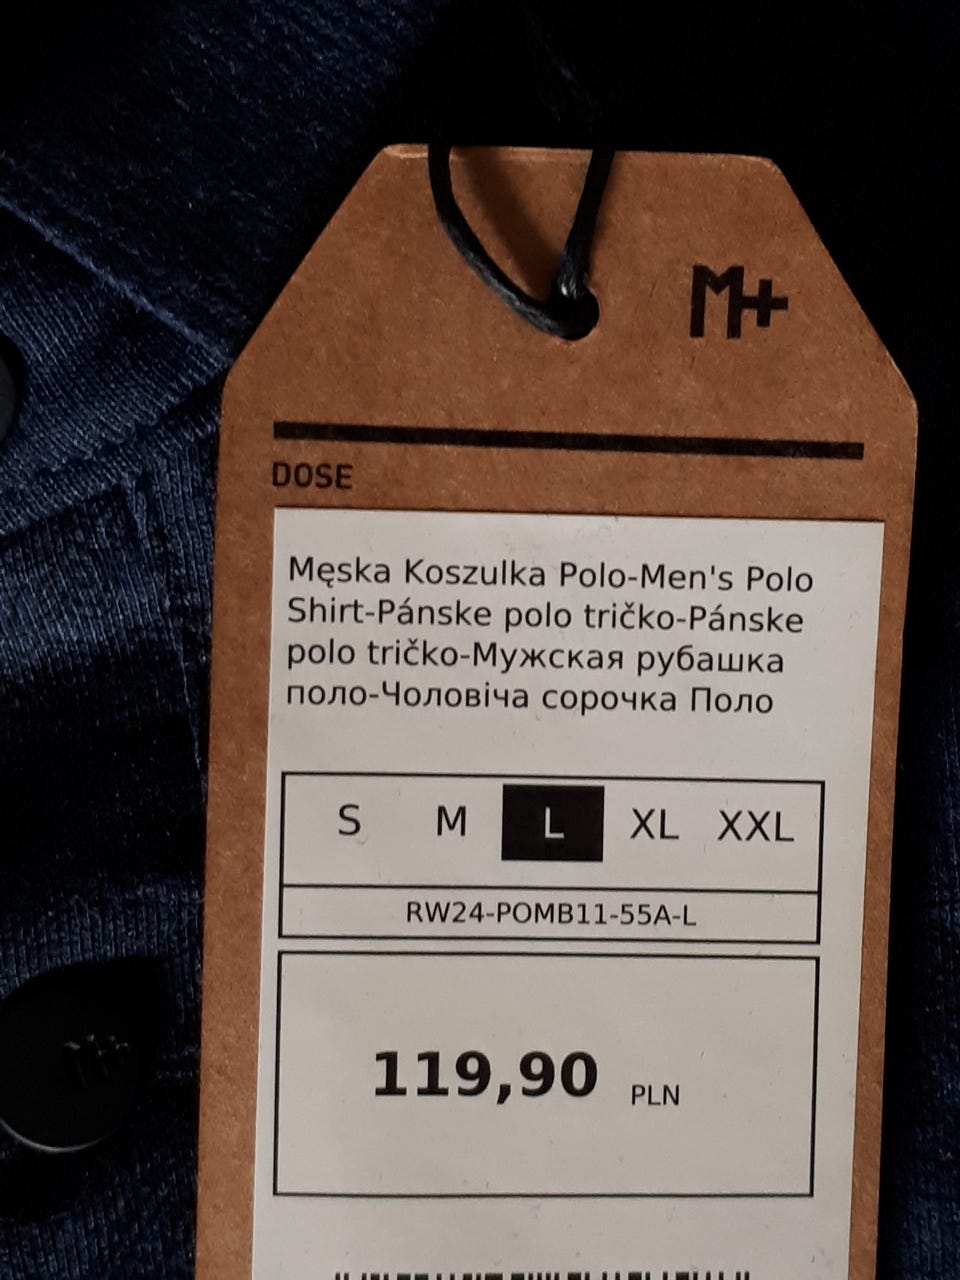 M+
DOSE
Męska Koszulka Polo-Men's Polo
Shirt-Pánske polo tričko-Pánske
polo tričko-Мужская рубашка
поло-Чоловіча сорочка Поло
S M L XL XXL
RW24-POMB11-55A-L
119,90 PLN
M+